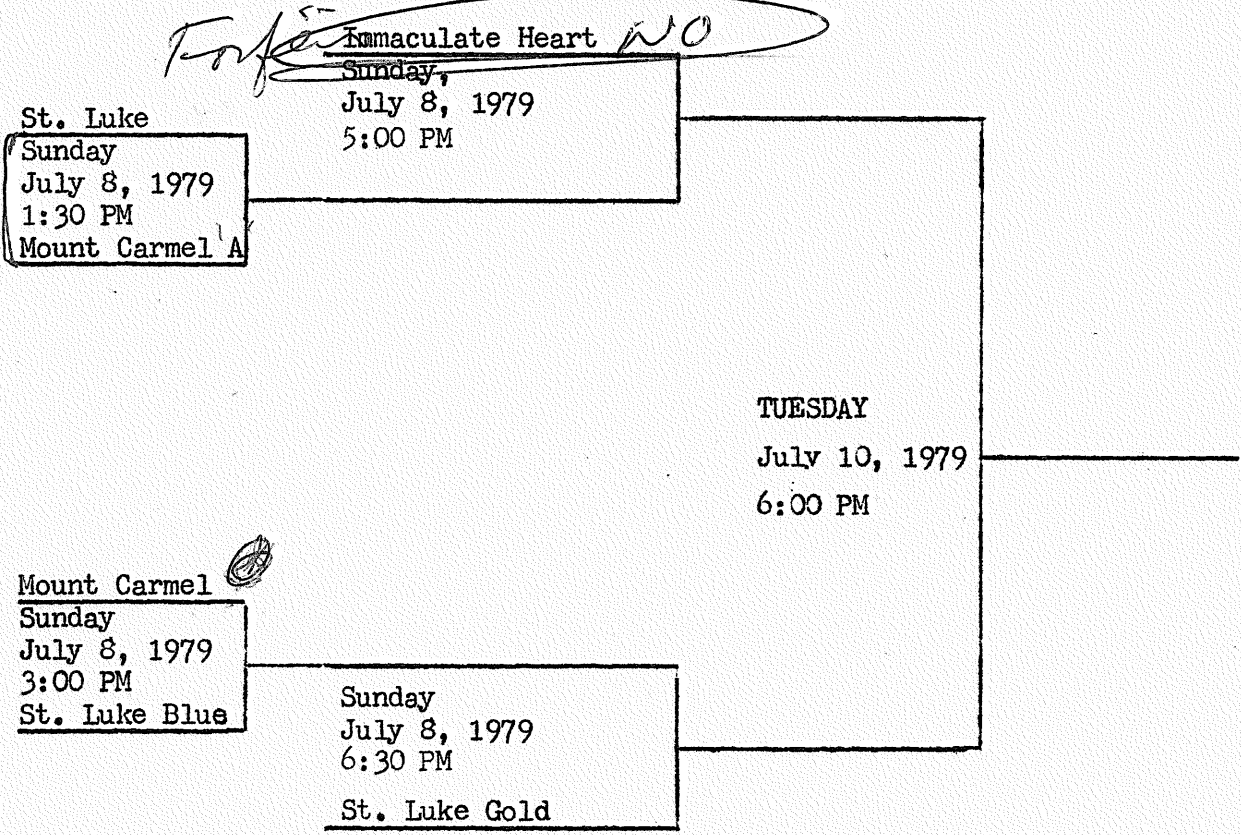 Forfeit Immaculate Heart NO
Sunday,
July 8, 1979
5:00 PM
St. Luke
Sunday
July 8, 1979
1:30 PM
Mount Carmel A
TUESDAY
July 10, 1979
6:00 PM
Mount Carmel
Sunday
July 8, 1979
3:00 PM
St. Luke Blue
Sunday
July 8, 1979
6:30 PM
St. Luke Gold